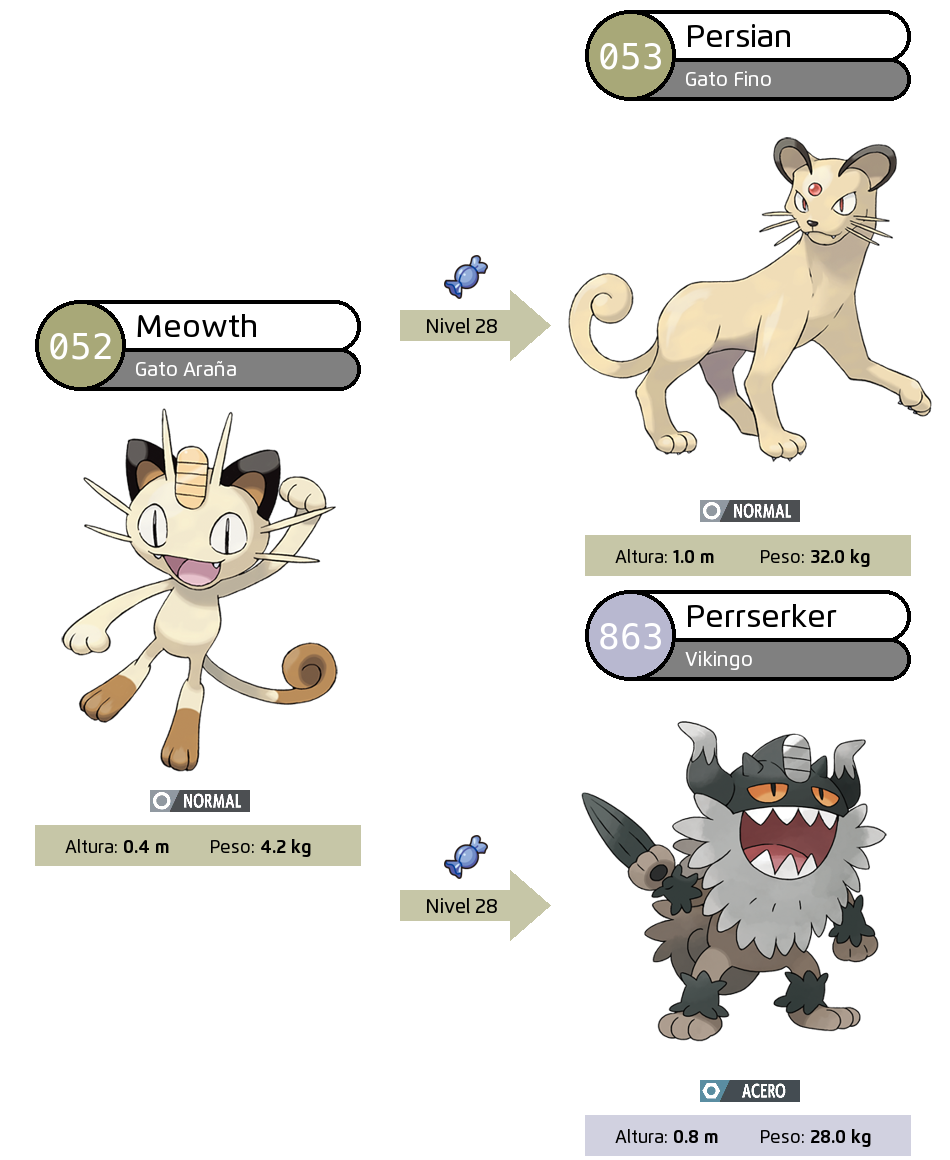 053
Persian
Gato Fino
Nivel 28
052
Meowth
Gato Araña
NORMAL
Altura: 1.0 m Peso: 32.0 kg
863
Perrserker
Vikingo
NORMAL
Altura: 0.4 m Peso: 4.2 kg
Nivel 28
ACERO
Altura: 0.8 m Peso: 28.0 kg